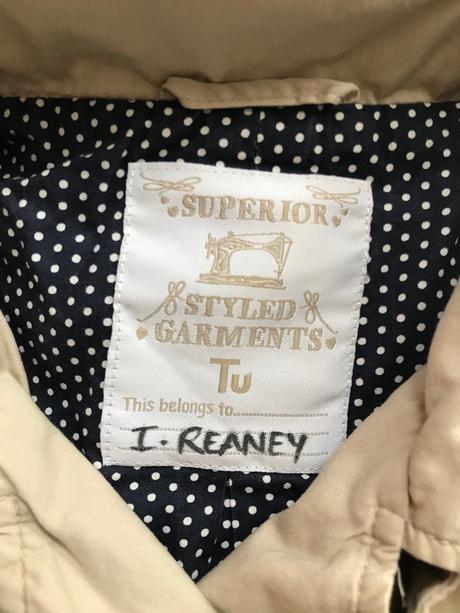 SUPERIOR
STYLED
GARMENTS
Tu
This belongs to
I. REANEY